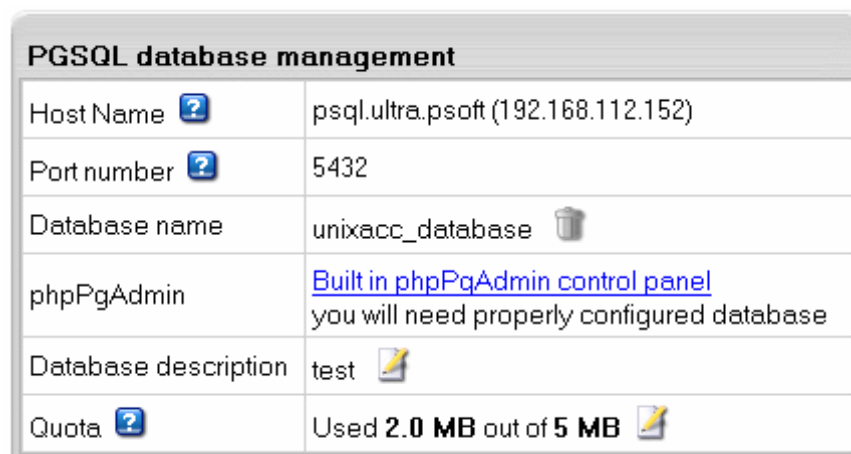 PGSQL database management
Host Name ? psql.ultra.psoft (192.168.112.152)
Port number ? 5432
Database name unixacc_database
phpPgAdmin Built in phpPgAdmin control panel
you will need properly configured database
Database description test
Quota ? Used 2.0 MB out of 5 MB